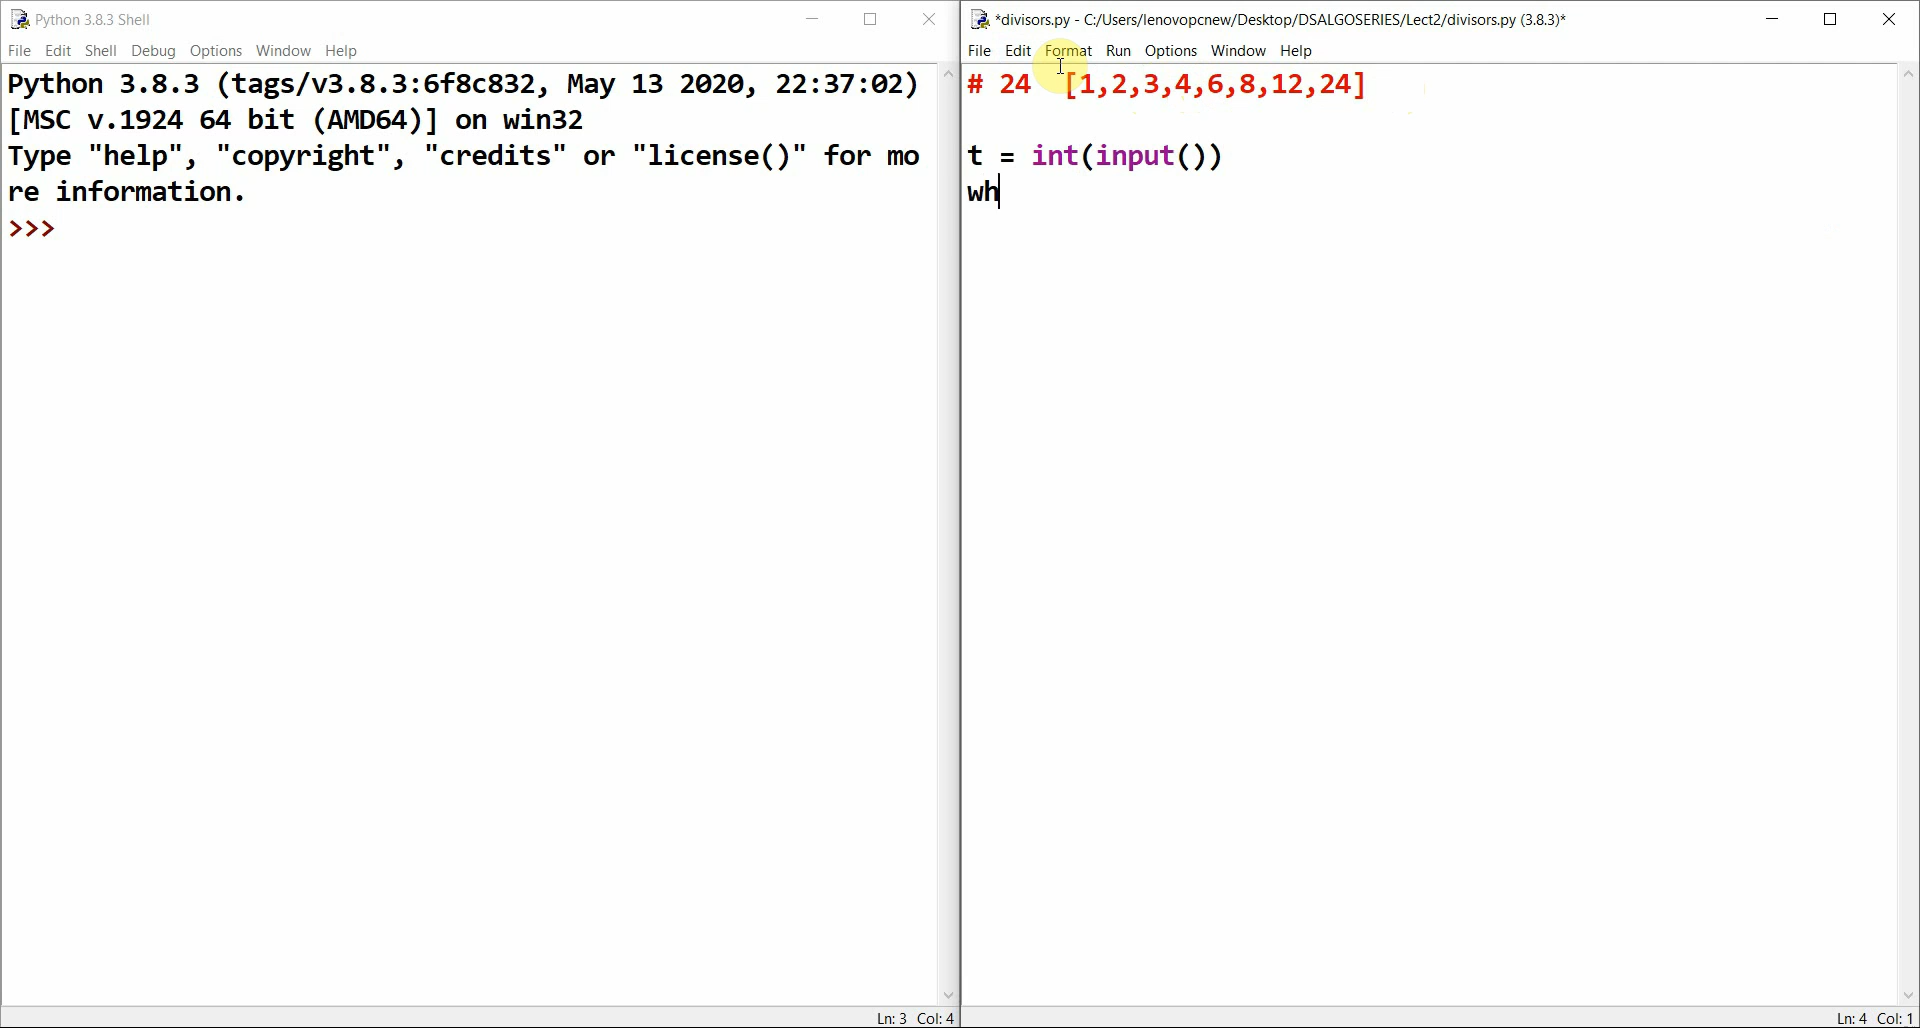 Python 3.8.3 Shell
File Edit Shell Debug Options Window Help
Python 3.8.3 (tags/v3.8.3:6f8c832, May 13 2020, 22:37:02)
[MSC v.1924 64 bit (AMD64)] on win32
Type "help", "copyright", "credits" or "license()" for mo
re information.
>>>
Ln: 3 Col: 4
*divisors.py - C:/Users/lenovopcnew/Desktop/DSALGOSERIES/Lect2/divisors.py (3.8.3)*
File Edit Format Run Options Window Help
# 24  [1,2,3,4,6,8,12,24]
t = int(input())
wh
Ln: 4 Col: 1